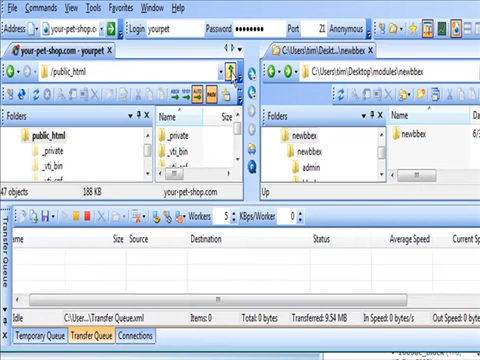 File Commands View Tools Favorites Window Help
Address your-pet-shop.c Login yourpet Password •••••••• Port 21 Anonymous
your-pet-shop.com - yourpet
C:\Users\tim\Deskt...\newbbex
/public_html
C:\Users\tim\Desktop\modules\newbbex
Folders
public_html
_private
_vti_bin
Name Size
_private
_vti_bin
_vti_cnf
Folders
newbbex
newbbex
admin
Name
newbbex 6/3
47 objects 188 KB your-pet-shop.com Up
Workers 5 KBps/Worker 0
Transfer Queue
Size Source Destination Status Average Speed Current Sp
Idle C:\User...\Transfer Queue.xml Items: 0 Total: 0 bytes Transferred: 9.54 MB In Speed: 0 bytes/s Out Speed: 0 bytes/
Temporary Queue Transfer Queue Connections